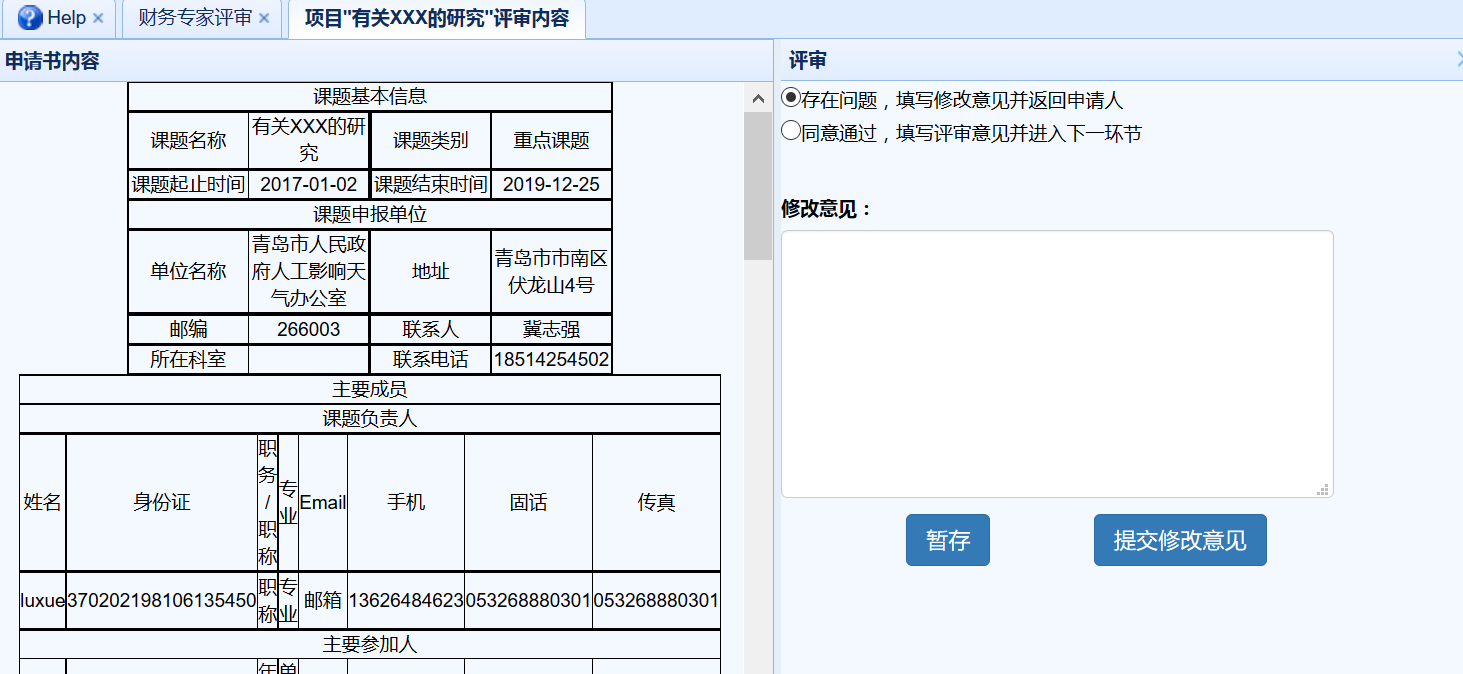 Help × 财务专家评审 × 项目"有关XXX的研究"评审内容
申请书内容
课题基本信息
课题名称 有关XXX的研究 课题类别 重点课题
课题起止时间 2017-01-02 课题结束时间 2019-12-25
课题申报单位
单位名称 青岛市人民政府人工影响天气办公室 地址 青岛市市南区伏龙山4号
邮编 266003 联系人 冀志强
所在科室 联系电话 18514254502
主要成员
课题负责人
姓名 身份证 职务/职称 专业 Email 手机 固话 传真
luxue 370202198106135450 职称 专业 邮箱 13626484623 053268880301 053268880301
主要参加人
评审
存在问题，填写修改意见并返回申请人
同意通过，填写评审意见并进入下一环节
修改意见：
暂存 提交修改意见